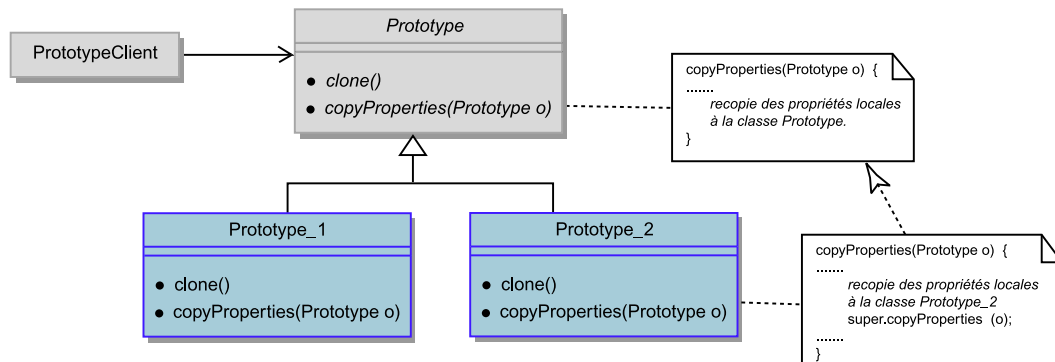 Prototype
PrototypeClient
● clone()
● copyProperties(Prototype o)
copyProperties(Prototype o) {
.......
recopie des propriétés locales
à la classe Prototype.
}
Prototype_1
● clone()
● copyProperties(Prototype o)
Prototype_2
● clone()
● copyProperties(Prototype o)
copyProperties(Prototype o) {
.......
recopie des propriétés locales
à la classe Prototype_2
super.copyProperties (o);
.......
}